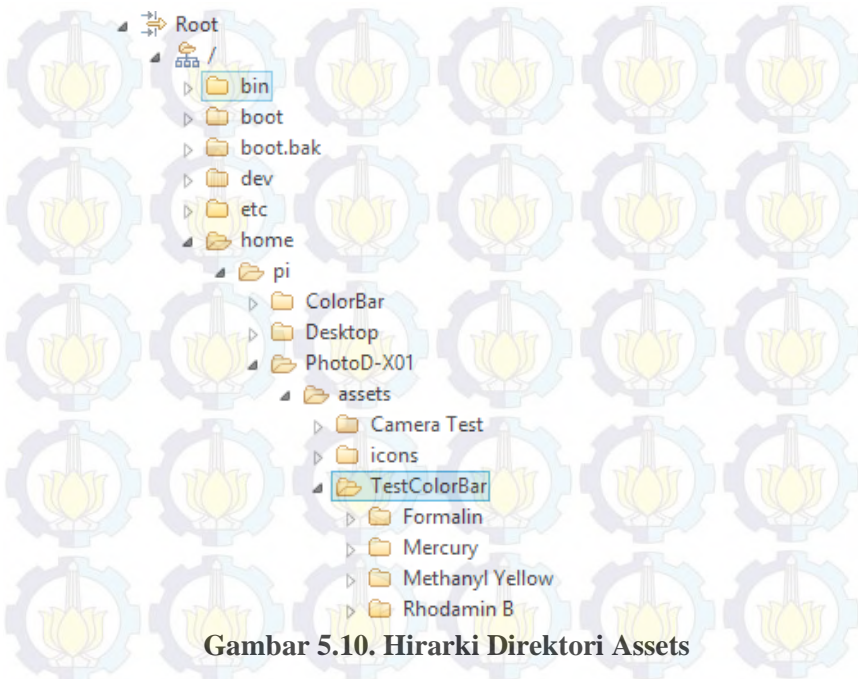 Root
/
bin
boot
boot.bak
dev
etc
home
pi
ColorBar
Desktop
PhotoD-X01
assets
Camera Test
icons
TestColorBar
Formalin
Mercury
Methanyl Yellow
Rhodamin B
Gambar 5.10. Hirarki Direktori Assets